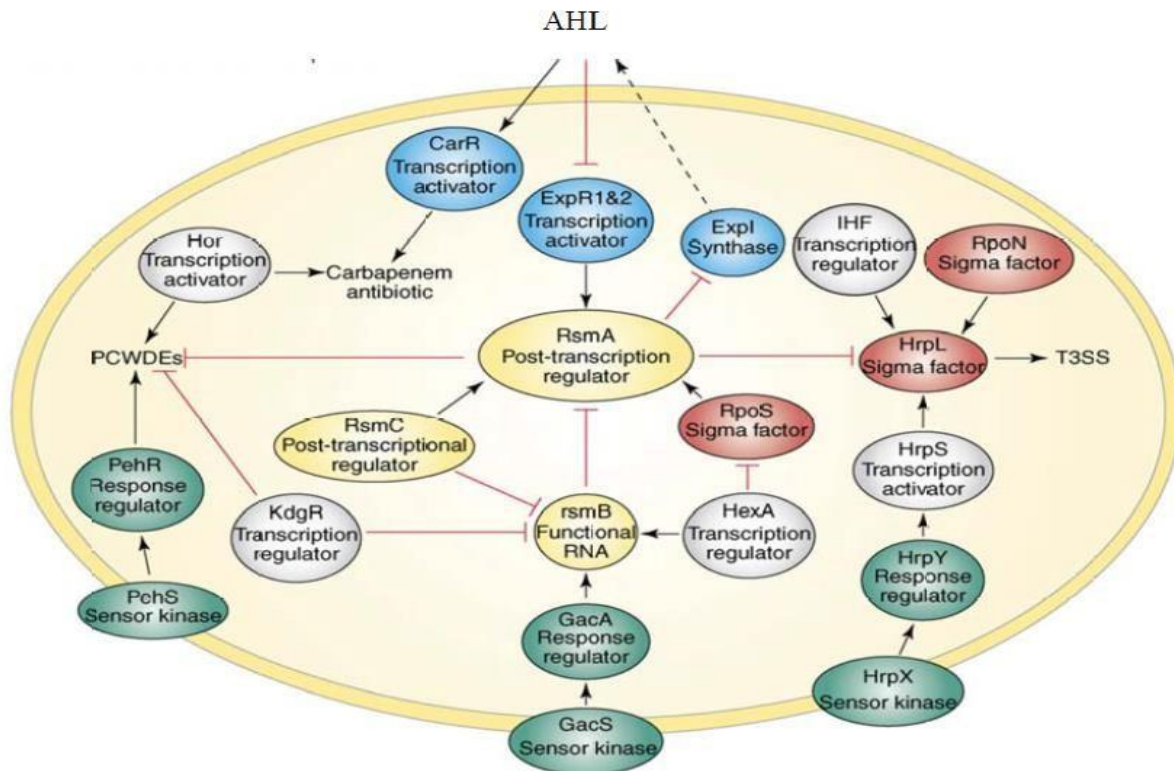 AHL
CarR
Transcription
activator
ExpR1&2
Transcription
activator
ExpI
Synthase
IHF
Transcription
regulator
RpoN
Sigma factor
Hor
Transcription
activator
Carbapenem
antibiotic
PCWDEs
RsmA
Post-transcription
regulator
HrpL
Sigma factor
T3SS
RsmC
Post-transcriptional
regulator
RpoS
Sigma factor
HrpS
Transcription
activator
PehR
Response
regulator
KdgR
Transcription
regulator
rsmB
Functional
RNA
HexA
Transcription
regulator
HrpY
Response
regulator
PehS
Sensor kinase
GacA
Response
regulator
HrpX
Sensor kinase
GacS
Sensor kinase